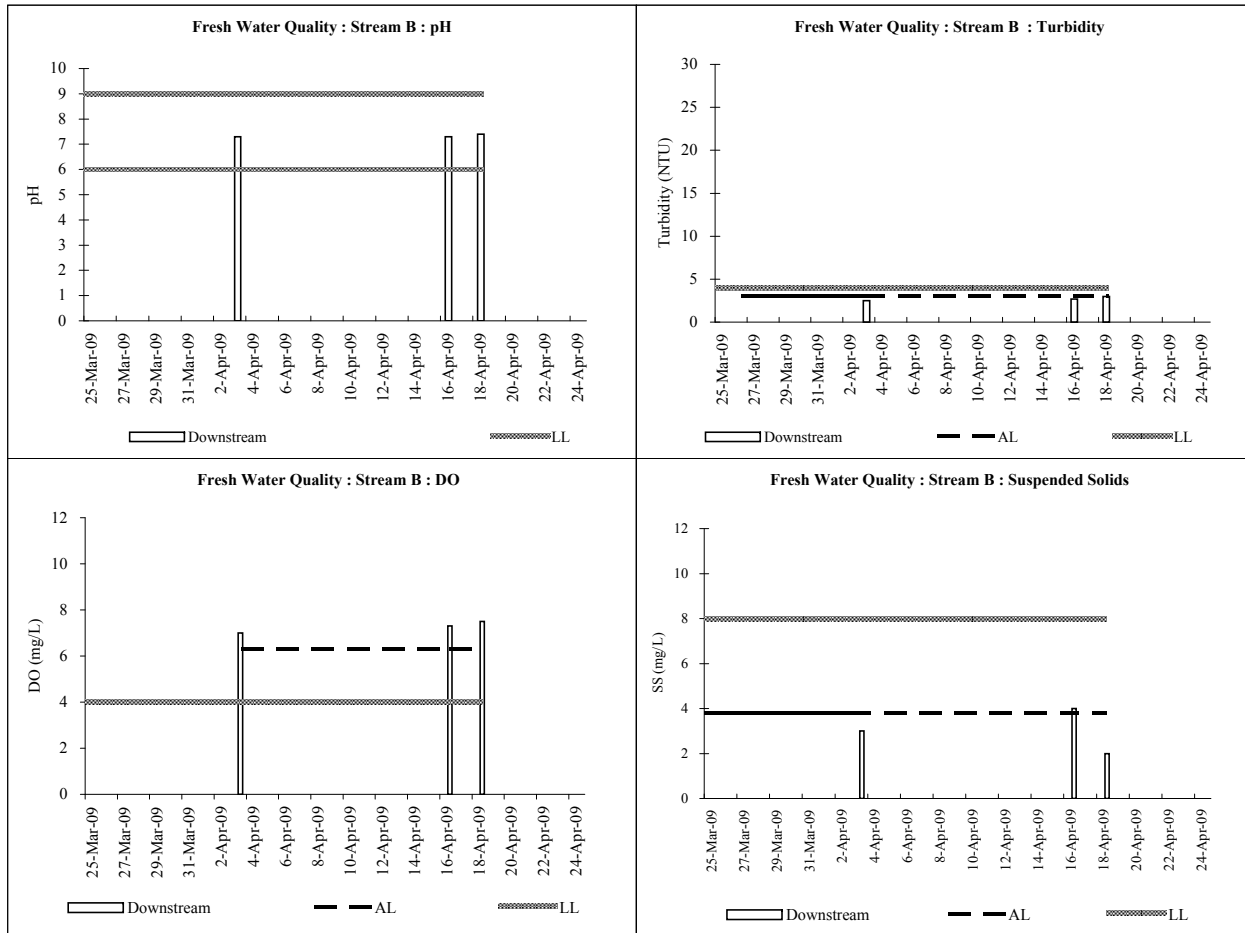 Fresh Water Quality : Stream B : pH
10
9
8
7
6
5
4
3
2
1
0
pH
25-Mar-09
27-Mar-09
29-Mar-09
31-Mar-09
2-Apr-09
4-Apr-09
6-Apr-09
8-Apr-09
10-Apr-09
12-Apr-09
14-Apr-09
16-Apr-09
18-Apr-09
20-Apr-09
22-Apr-09
24-Apr-09
Downstream LL
Fresh Water Quality : Stream B : Turbidity
30
25
20
15
10
5
0
Turbidity (NTU)
25-Mar-09
27-Mar-09
29-Mar-09
31-Mar-09
2-Apr-09
4-Apr-09
6-Apr-09
8-Apr-09
10-Apr-09
12-Apr-09
14-Apr-09
16-Apr-09
18-Apr-09
20-Apr-09
22-Apr-09
24-Apr-09
Downstream AL LL
Fresh Water Quality : Stream B : DO
12
10
8
6
4
2
0
DO (mg/L)
25-Mar-09
27-Mar-09
29-Mar-09
31-Mar-09
2-Apr-09
4-Apr-09
6-Apr-09
8-Apr-09
10-Apr-09
12-Apr-09
14-Apr-09
16-Apr-09
18-Apr-09
20-Apr-09
22-Apr-09
24-Apr-09
Downstream AL LL
Fresh Water Quality : Stream B : Suspended Solids
12
10
8
6
4
2
0
SS (mg/L)
25-Mar-09
27-Mar-09
29-Mar-09
31-Mar-09
2-Apr-09
4-Apr-09
6-Apr-09
8-Apr-09
10-Apr-09
12-Apr-09
14-Apr-09
16-Apr-09
18-Apr-09
20-Apr-09
22-Apr-09
24-Apr-09
Downstream AL LL